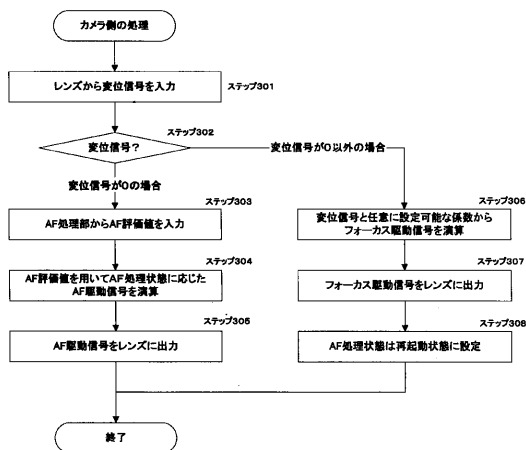 カメラ側の処理
ステップ301
レンズから変位信号を入力
ステップ302
変位信号?
変位信号が0以外の場合
変位信号が0の場合
ステップ303
AF処理部からAF評価値を入力
ステップ304
AF評価値を用いてAF処理状態に応じた
AF駆動信号を演算
ステップ305
AF駆動信号をレンズに出力
ステップ306
変位信号と任意に設定可能な係数から
フォーカス駆動信号を演算
ステップ307
フォーカス駆動信号をレンズに出力
ステップ308
AF処理状態は再起動状態に設定
終了